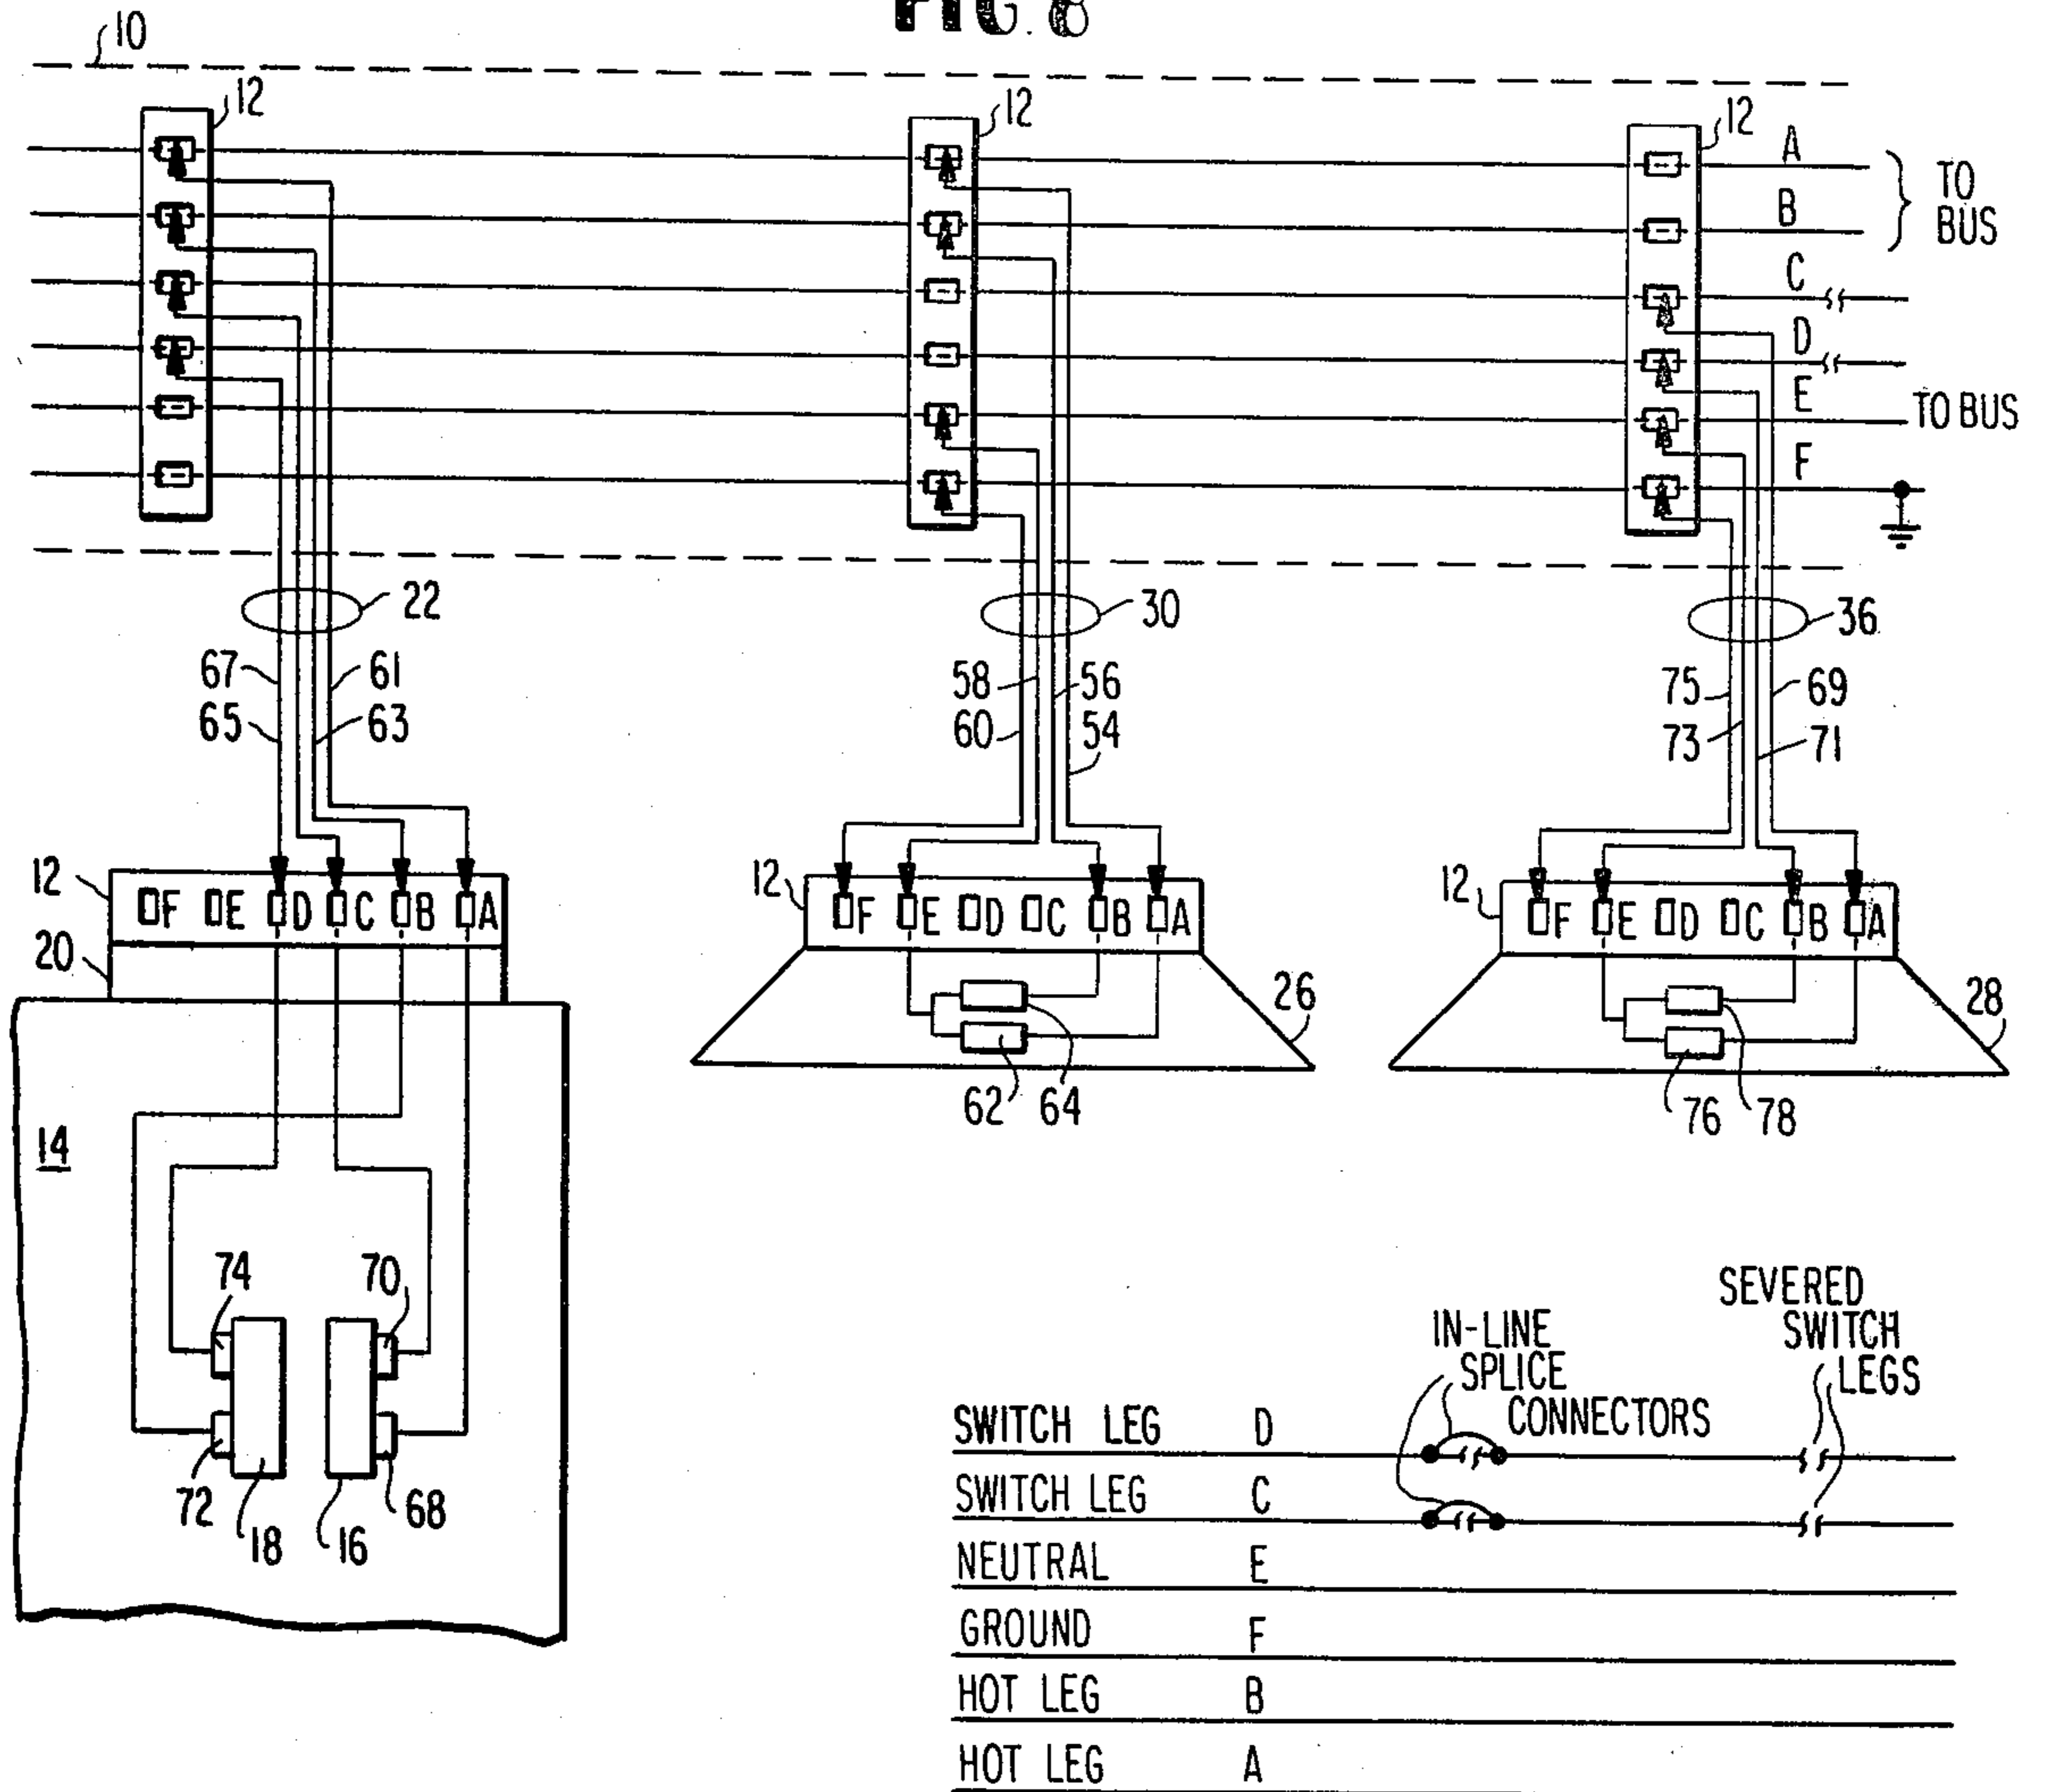 FIG. 8
10
12
12
12
A
B
TO
BUS
C
D
E
TO BUS
F
22
30
36
67
61
65
63
58
56
60
54
75
69
73
71
12
F E D C B A
12
F E D C B A
12
F E D C B A
20
26
28
62
64
76
78
14
74
70
72
18
16
68
SEVERED
SWITCH
LEGS
IN-LINE
SPLICE
CONNECTORS
SWITCH LEG D
SWITCH LEG C
NEUTRAL E
GROUND F
HOT LEG B
HOT LEG A